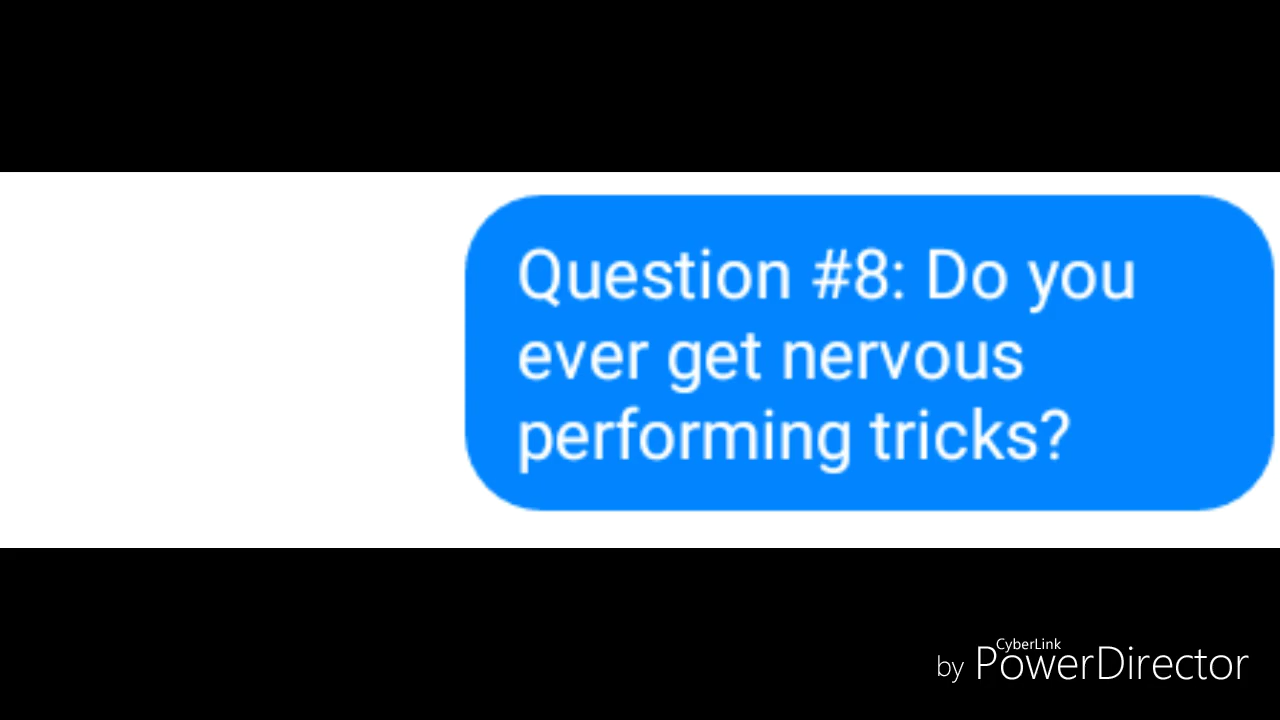 Question #8: Do you
ever get nervous
performing tricks?
CyberLink
by PowerDirector